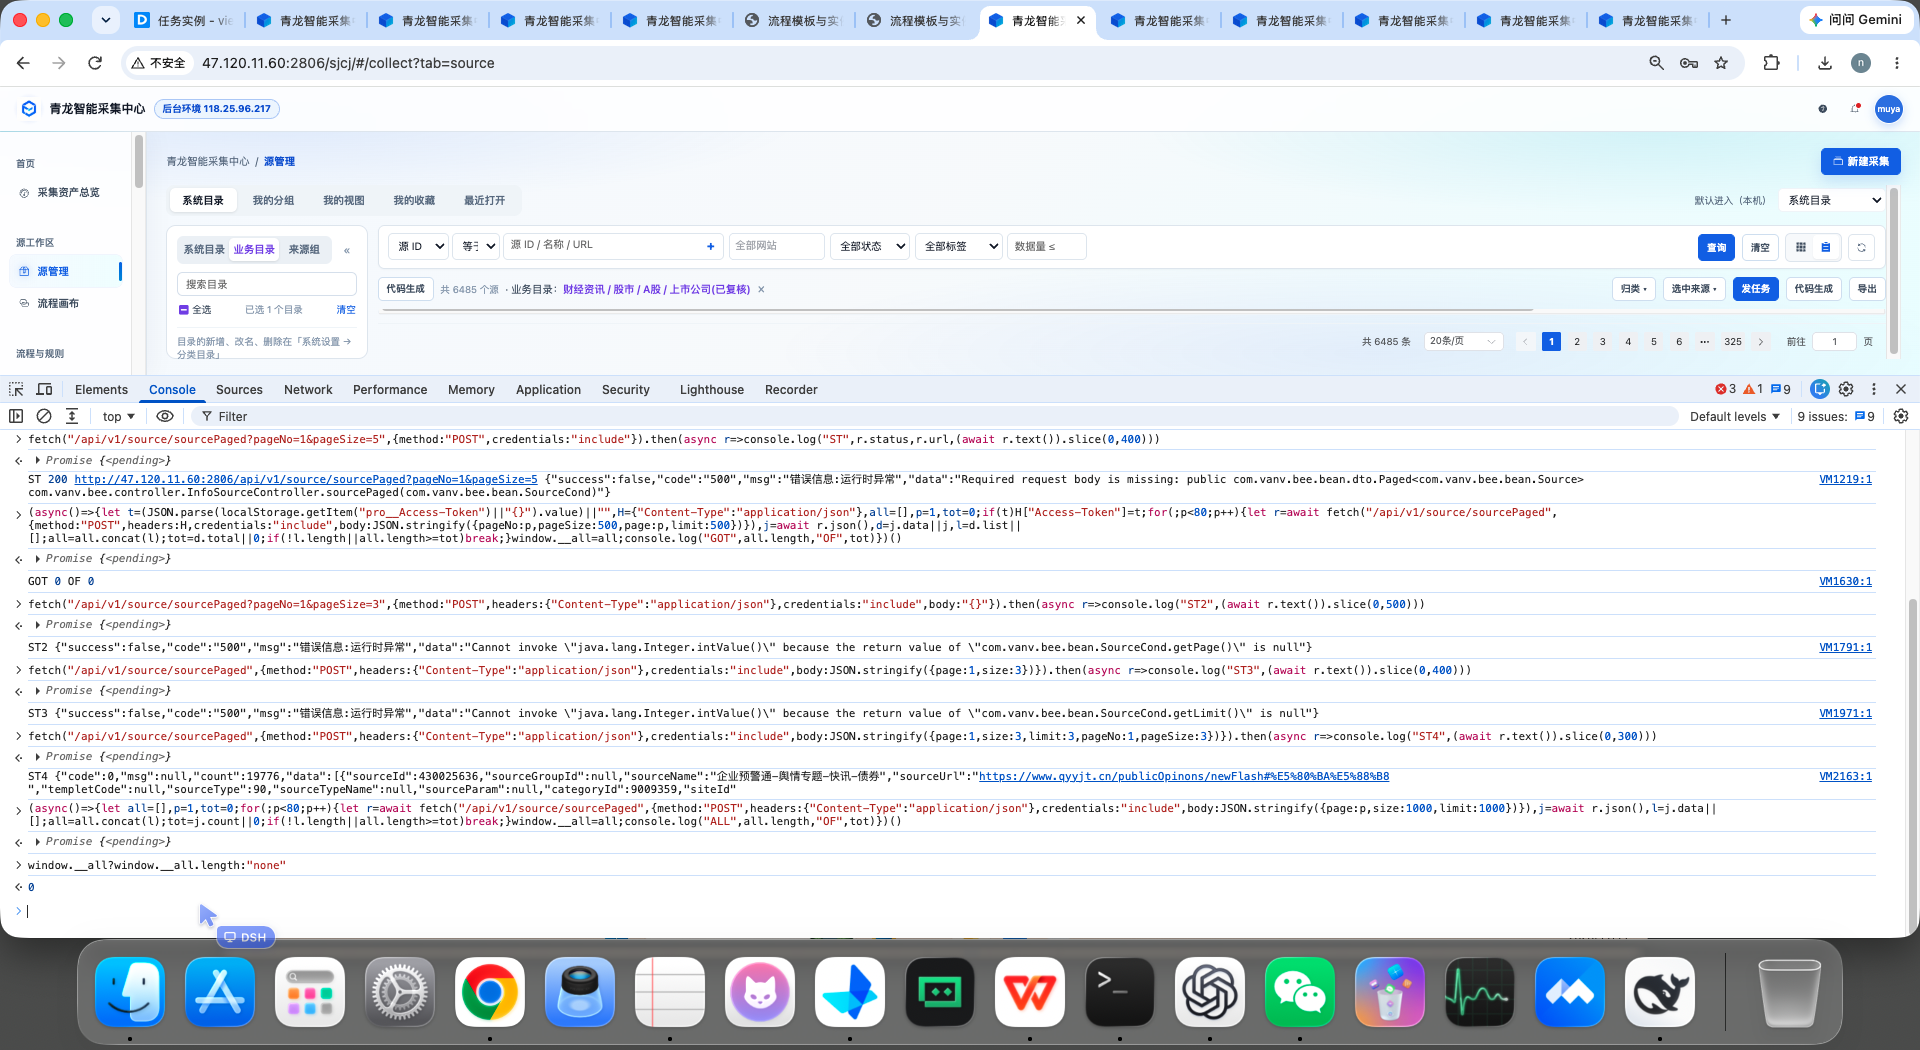 任务实例 - vie
青龙智能采集
青龙智能采集
青龙智能采集
青龙智能采集
流程模板与实
流程模板与实
青龙智能
青龙智能采集
青龙智能采集
青龙智能采集
青龙智能采集
青龙智能采集
问问 Gemini
不安全 47.120.11.60:2806/sjcj/#/collect?tab=source
n
青龙智能采集中心 后台环境 118.25.96.217
muya
首页
采集资产总览
源工作区
源管理
流程画布
流程与规则
青龙智能采集中心 / 源管理
新建采集
系统目录 我的分组 我的视图 我的收藏 最近打开
默认进入（本机） 系统目录
系统目录 业务目录 来源组 «
搜索目录
全选 已选 1 个目录 清空
目录的新增、改名、删除在「系统设置 →
分类目录」
源 ID 等于 源 ID / 名称 / URL + 全部网站 全部状态 全部标签 数据量 ≤ 查询 清空
代码生成 共 6485 个源 · 业务目录: 财经资讯 / 股市 / A股 / 上市公司(已复核) ×
归类 选中来源 发任务 代码生成 导出
共 6485 条 20条/页 1 2 3 4 5 6 ··· 325 前往 1 页
Elements Console Sources Network Performance Memory Application Security Lighthouse Recorder 3 1 9
top Filter Default levels 9 issues: 9
fetch("/api/v1/source/sourcePaged?pageNo=1&pageSize=5",{method:"POST",credentials:"include"}).then(async r=>console.log("ST",r.status,r.url,(await r.text()).slice(0,400)))
Promise {<pending>}
ST 200 http://47.120.11.60:2806/api/v1/source/sourcePaged?pageNo=1&pageSize=5 {"success":false,"code":"500","msg":"错误信息:运行时异常","data":"Required request body is missing: public com.vanv.bee.bean.dto.Paged<com.vanv.bee.bean.Source> VM1219:1
com.vanv.bee.controller.InfoSourceController.sourcePaged(com.vanv.bee.bean.SourceCond)"}
(async()=>{let t=(JSON.parse(localStorage.getItem("pro__Access-Token")||"{}").value)||"",H={"Content-Type":"application/json"},all=[],p=1,tot=0;if(t)H["Access-Token"]=t;for(;p<80;p++){let r=await fetch("/api/v1/source/sourcePaged",
{method:"POST",headers:H,credentials:"include",body:JSON.stringify({pageNo:p,pageSize:500,page:p,limit:500})}),j=await r.json(),d=j.data||j,l=d.list||
[];all=all.concat(l);tot=d.total||0;if(!l.length||all.length>=tot)break;}window.__all=all;console.log("GOT",all.length,"OF",tot)})()
Promise {<pending>}
GOT 0 OF 0 VM1630:1
fetch("/api/v1/source/sourcePaged?pageNo=1&pageSize=3",{method:"POST",headers:{"Content-Type":"application/json"},credentials:"include",body:"{}"}).then(async r=>console.log("ST2",(await r.text()).slice(0,500)))
Promise {<pending>}
ST2 {"success":false,"code":"500","msg":"错误信息:运行时异常","data":"Cannot invoke \"java.lang.Integer.intValue()\" because the return value of \"com.vanv.bee.bean.SourceCond.getPage()\" is null"} VM1791:1
fetch("/api/v1/source/sourcePaged",{method:"POST",headers:{"Content-Type":"application/json"},credentials:"include",body:JSON.stringify({page:1,size:3})}).then(async r=>console.log("ST3",(await r.text()).slice(0,400)))
Promise {<pending>}
ST3 {"success":false,"code":"500","msg":"错误信息:运行时异常","data":"Cannot invoke \"java.lang.Integer.intValue()\" because the return value of \"com.vanv.bee.bean.SourceCond.getLimit()\" is null"} VM1971:1
fetch("/api/v1/source/sourcePaged",{method:"POST",headers:{"Content-Type":"application/json"},credentials:"include",body:JSON.stringify({page:1,size:3,limit:3,pageNo:1,pageSize:3})}).then(async r=>console.log("ST4",(await r.text()).slice(0,300)))
Promise {<pending>}
ST4 {"code":0,"msg":null,"count":19776,"data":[{"sourceId":430025636,"sourceGroupId":null,"sourceName":"企业预警通-舆情专题-快讯-债券","sourceUrl":"https://www.qyyjt.cn/publicOpinons/newFlash#%E5%80%BA%E5%88%B8 VM2163:1
","templetCode":null,"sourceType":90,"sourceTypeName":null,"sourceParam":null,"categoryId":9009359,"siteId"
(async()=>{let all=[],p=1,tot=0;for(;p<80;p++){let r=await fetch("/api/v1/source/sourcePaged",{method:"POST",headers:{"Content-Type":"application/json"},credentials:"include",body:JSON.stringify({page:p,size:1000,limit:1000})}),j=await r.json(),l=j.data||
[];all=all.concat(l);tot=j.count||0;if(!l.length||all.length>=tot)break;}window.__all=all;console.log("ALL",all.length,"OF",tot)})()
Promise {<pending>}
window.__all?window.__all.length:"none"
0
DSH